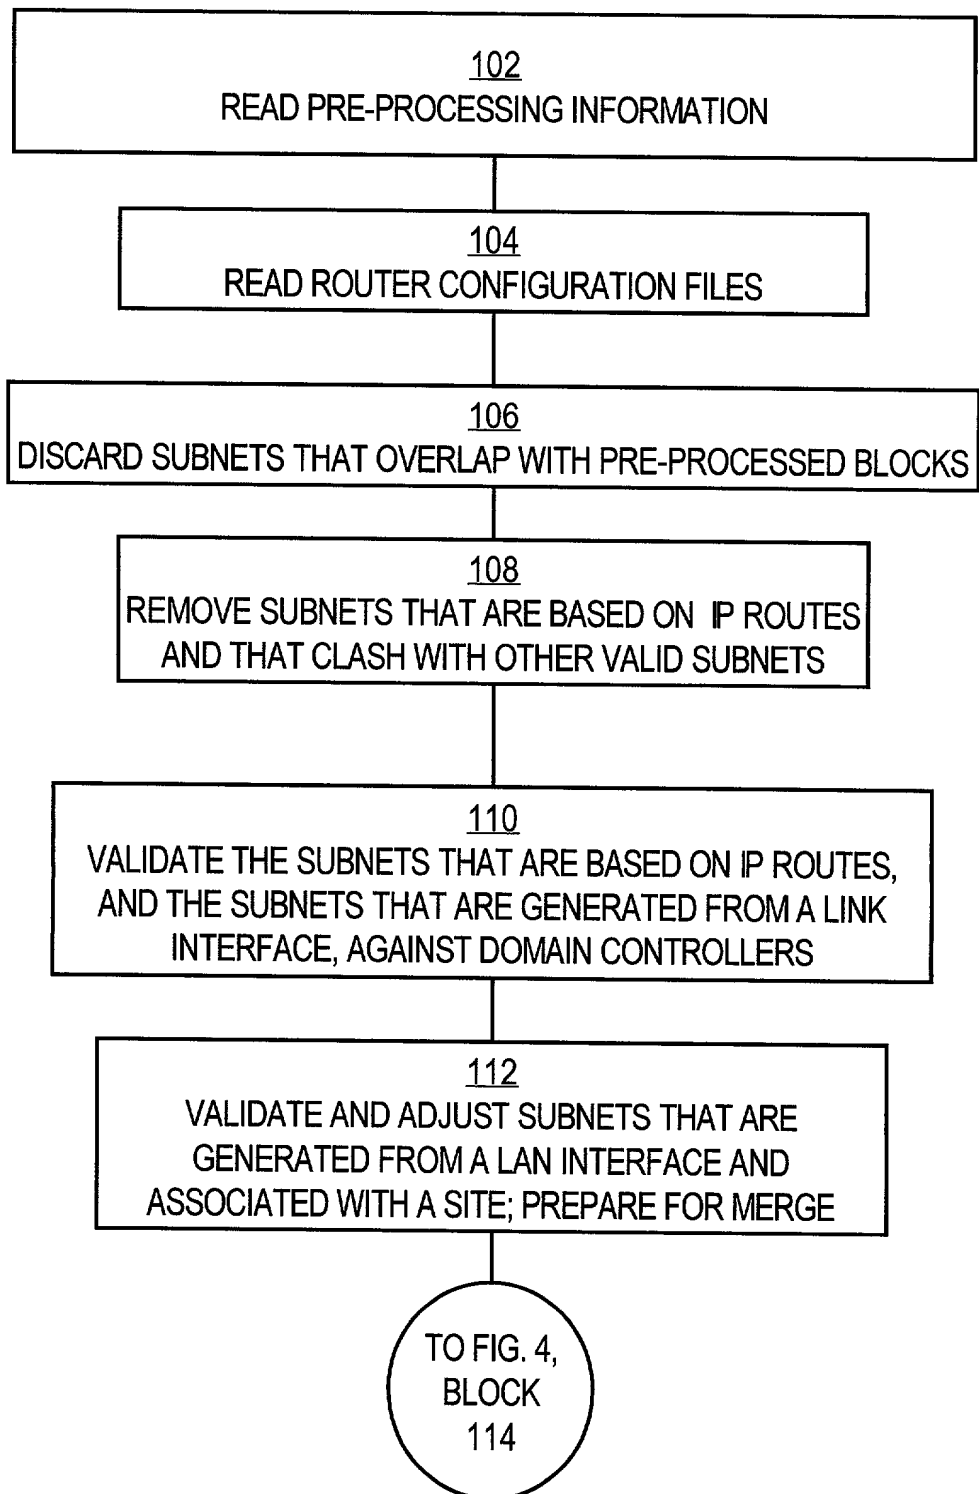 102
READ PRE-PROCESSING INFORMATION
104
READ ROUTER CONFIGURATION FILES
106
DISCARD SUBNETS THAT OVERLAP WITH PRE-PROCESSED BLOCKS
108
REMOVE SUBNETS THAT ARE BASED ON IP ROUTES
AND THAT CLASH WITH OTHER VALID SUBNETS
110
VALIDATE THE SUBNETS THAT ARE BASED ON IP ROUTES,
AND THE SUBNETS THAT ARE GENERATED FROM A LINK
INTERFACE, AGAINST DOMAIN CONTROLLERS
112
VALIDATE AND ADJUST SUBNETS THAT ARE
GENERATED FROM A LAN INTERFACE AND
ASSOCIATED WITH A SITE; PREPARE FOR MERGE
TO FIG. 4,
BLOCK
114